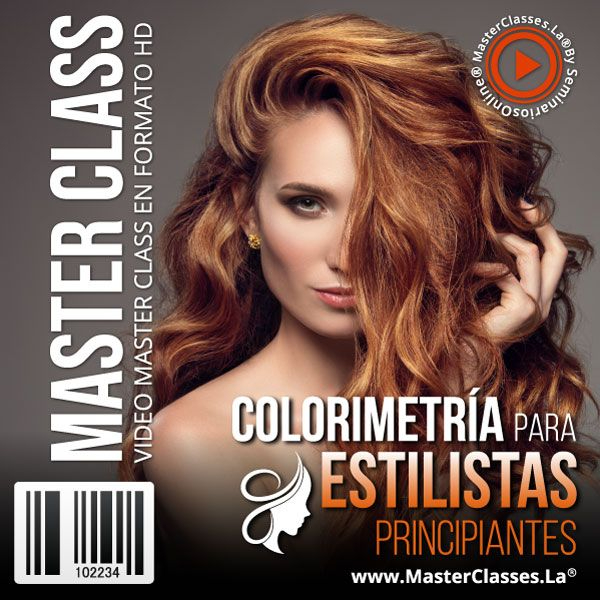 MASTER CLASS
VIDEO MASTER CLASS EN FORMATO HD
MasterClasses.La® By SeminariosOnline®
COLORIMETRÍA PARA
ESTILISTAS
PRINCIPIANTES
102234
www.MasterClasses.La®